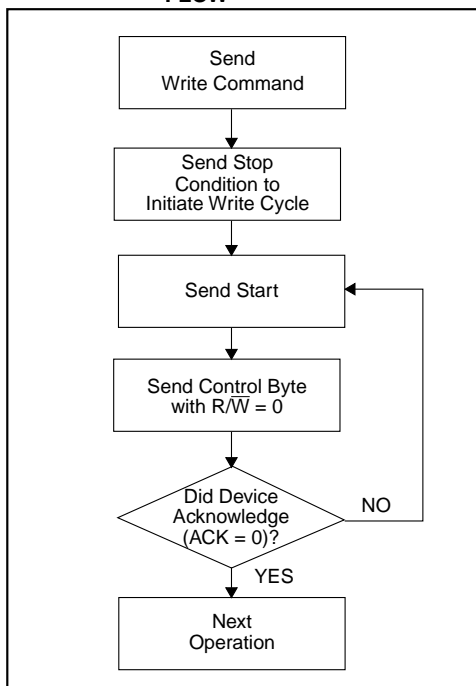 FLOW
Send
Write Command
Send Stop
Condition to
Initiate Write Cycle
Send Start
Send Control Byte
with R/W̅ = 0
Did Device
Acknowledge
(ACK = 0)?
NO
YES
Next
Operation